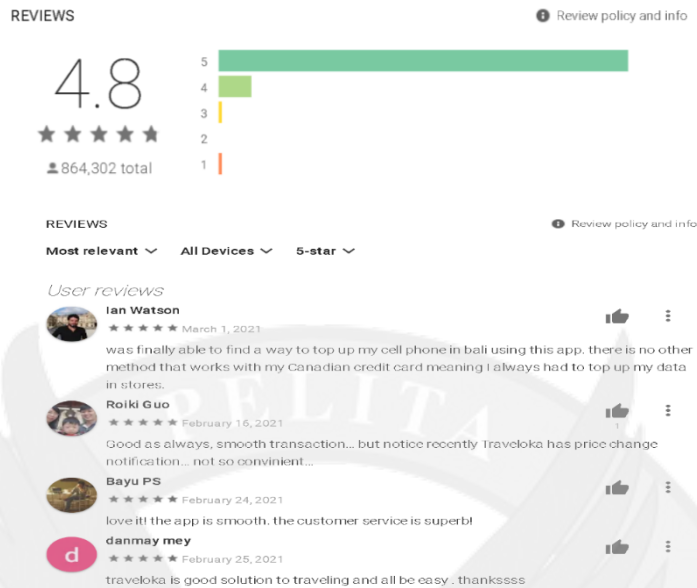 REVIEWS
Review policy and info
4.8
864,302 total
5
4
3
2
1
REVIEWS
Review policy and info
Most relevant
All Devices
5-star
User reviews
Ian Watson
March 1, 2021
was finally able to find a way to top up my cell phone in bali using this app. there is no other
method that works with my Canadian credit card meaning I always had to top up my data
in stores.
Roiki Guo
February 16, 2021
1
Good as always, smooth transaction... but notice recently Traveloka has price change
notification... not so convinient...
Bayu PS
February 24, 2021
love it! the app is smooth. the customer service is superb!
danmay mey
d
February 25, 2021
traveloka is good solution to traveling and all be easy . thankssss
PELITA